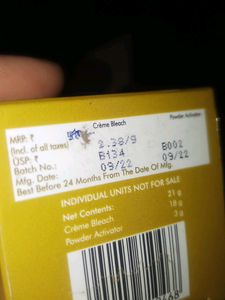 Crème Bleach
Powder Activator
MRP: ₹
(Incl. of all taxes)
USP: ₹ 2.38/9
Batch No.: B134 B002
Mfg. Date: 09/22 09/22
Best Before 24 Months From The Date Of Mfg.
INDIVIDUAL UNITS NOT FOR SALE
Net Contents: 21 g
Crème Bleach 18 g
Powder Activator 3 g